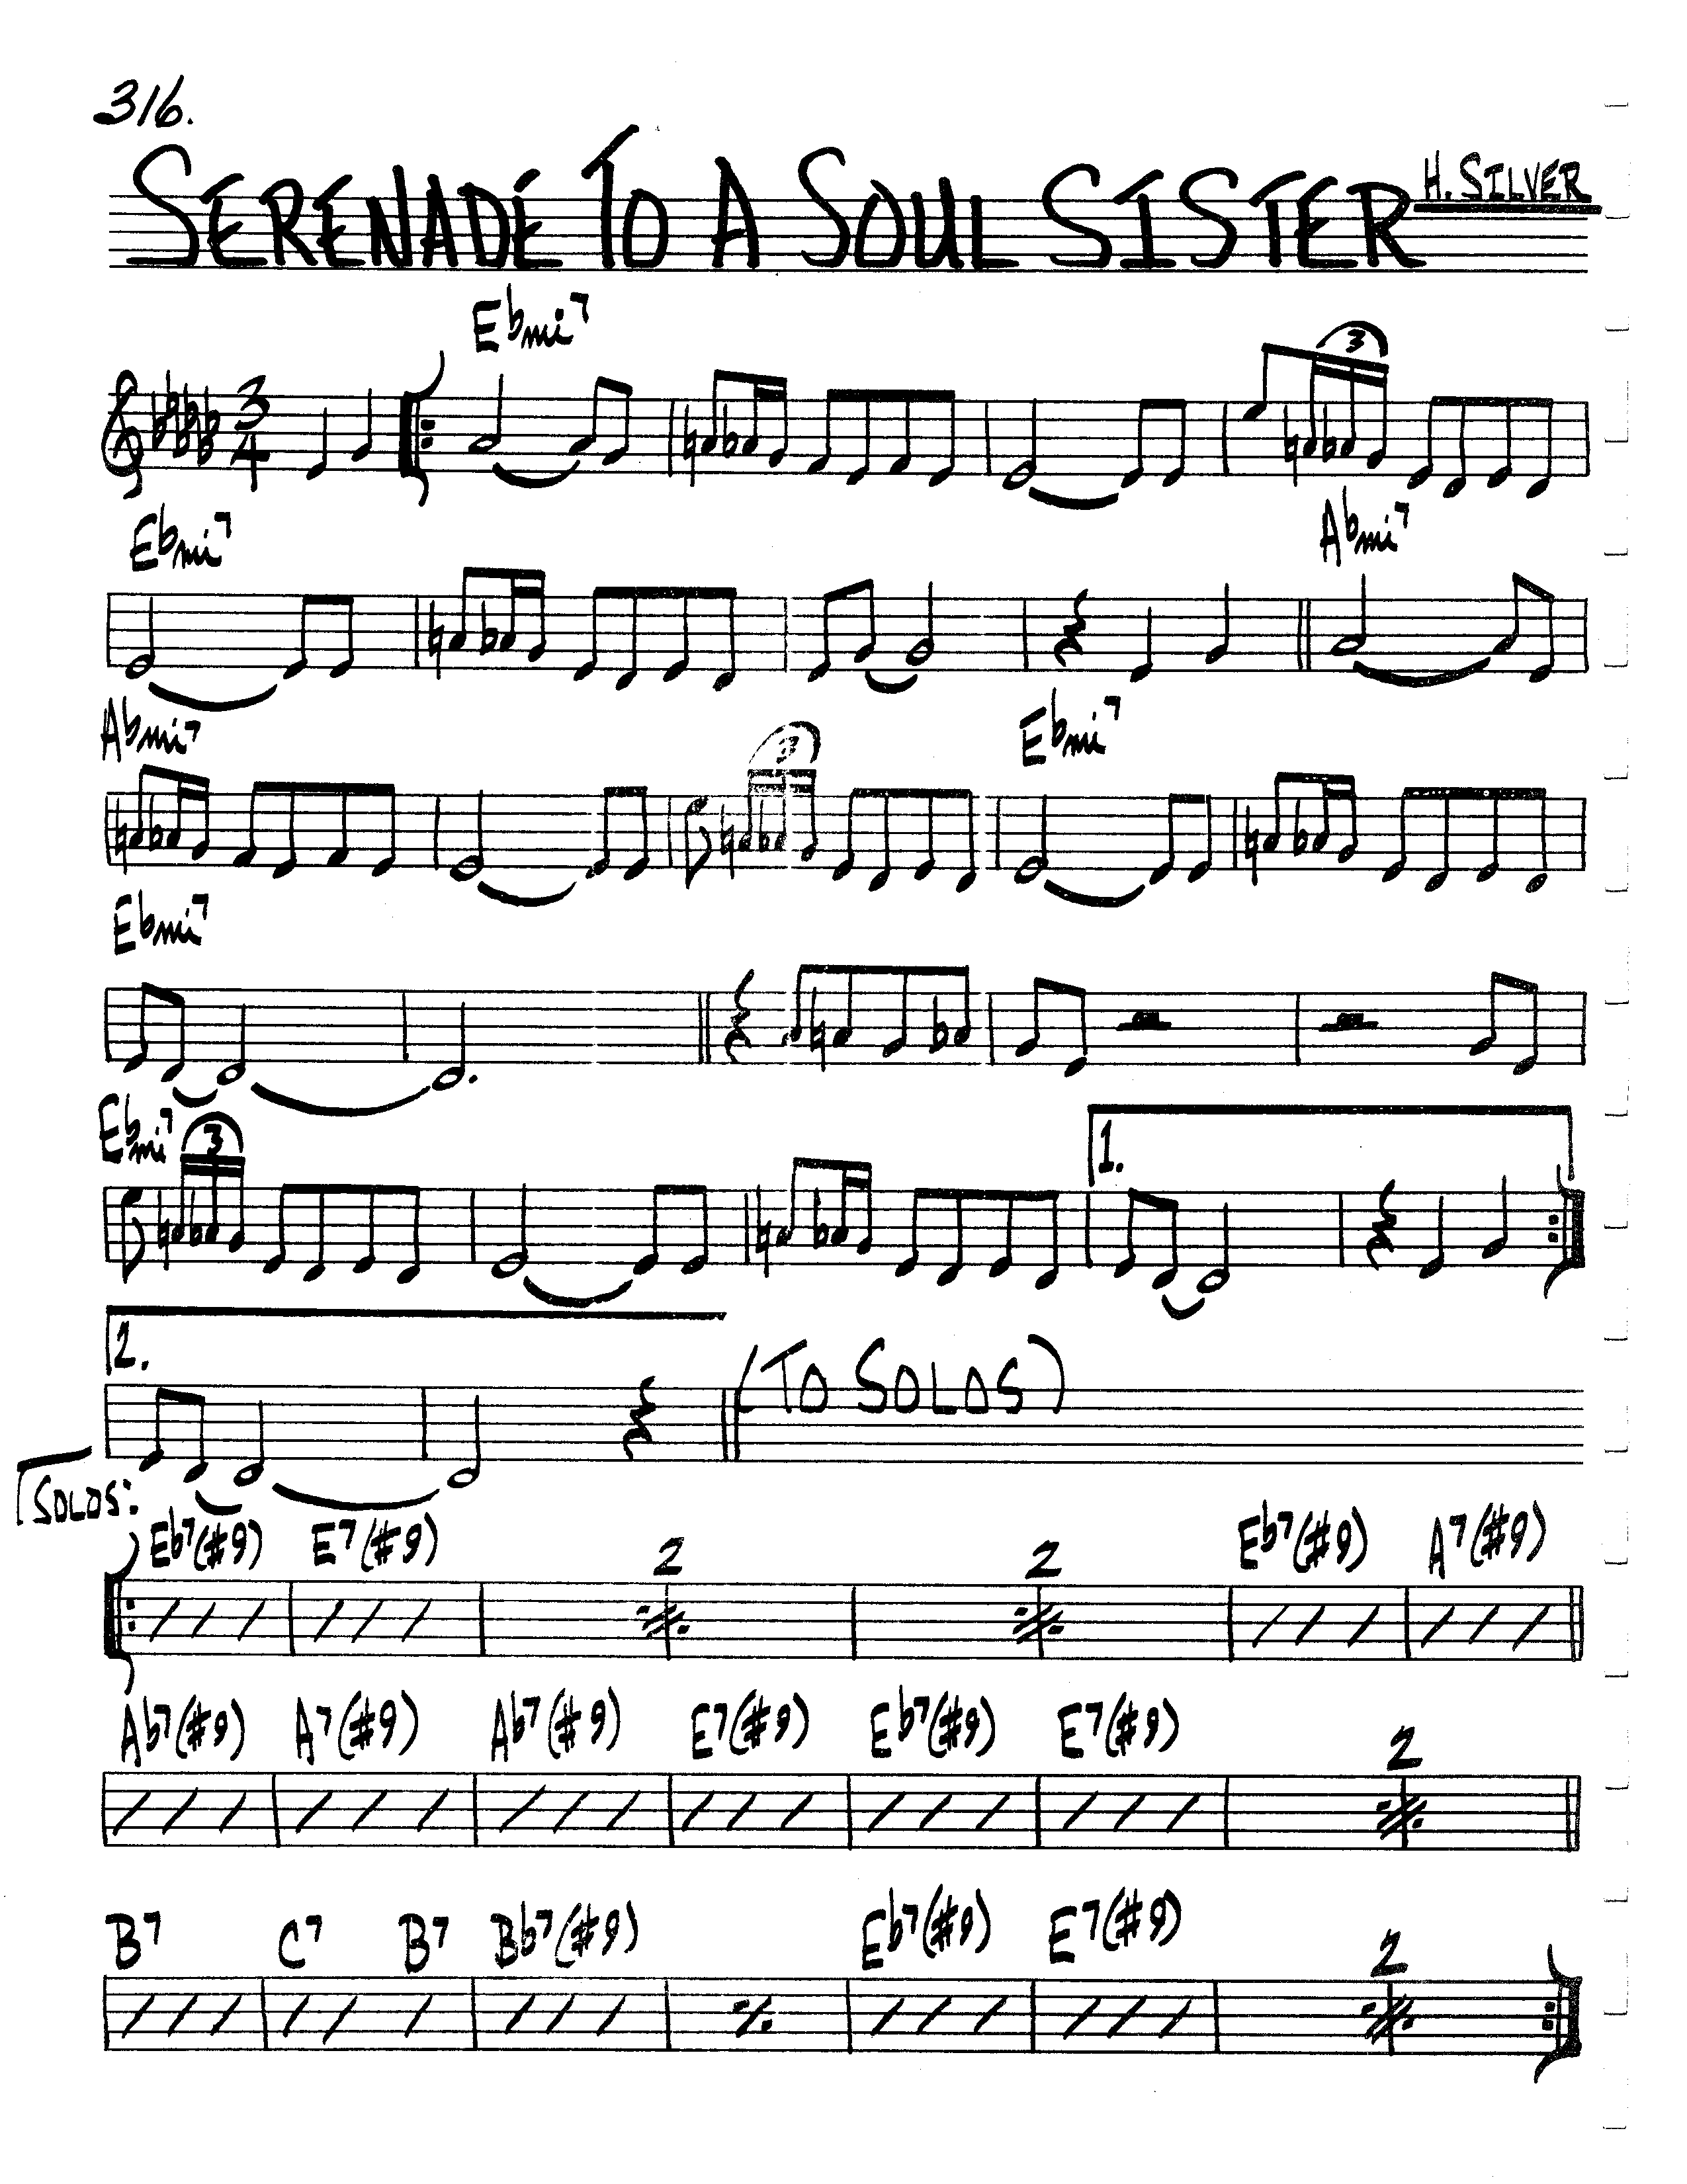 316.
SERENADE TO A SOUL SISTER
H. SILVER
Ebmi7
3
4
3
Ebmi7 Abmi7
Abmi7 3 Ebmi7
Ebmi7
Ebmi7 3 1.
2. (TO SOLOS)
SOLOS:
Eb7(#9) E7(#9) 2 2 Eb7(#9) A7(#9)
Ab7(#9) A7(#9) Ab7(#9) E7(#9) Eb7(#9) E7(#9) 2
B7 C7 B7 Bb7(#9) Eb7(#9) E7(#9) 2